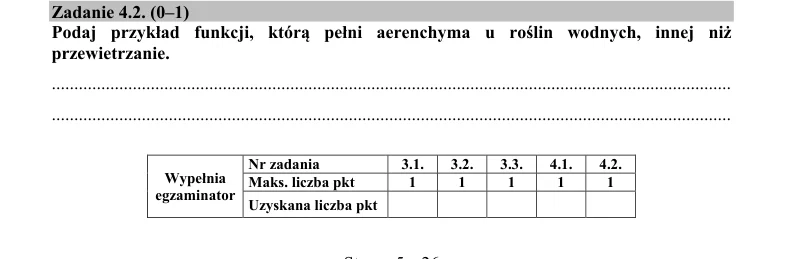 Zadanie 4.2. (0–1)
Podaj przykład funkcji, którą pełni aerenchyma u roślin wodnych, innej niż
przewietrzanie.
....................................................................................................................................................
....................................................................................................................................................
Wypełnia egzaminator
Nr zadania 3.1. 3.2. 3.3. 4.1. 4.2.
Maks. liczba pkt 1 1 1 1 1
Uzyskana liczba pkt